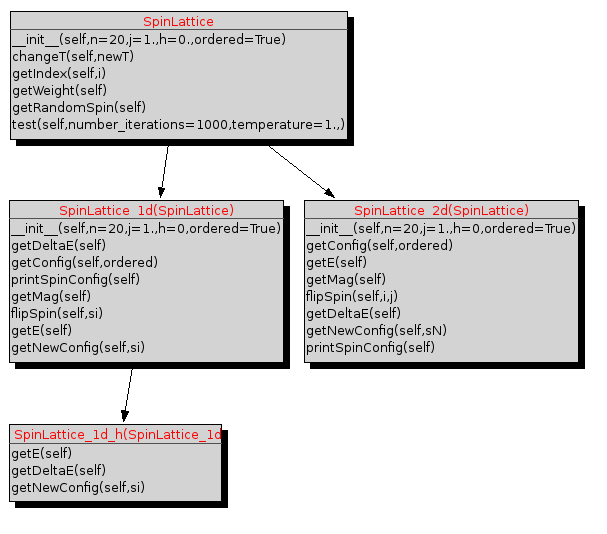 SpinLattice
__init__(self,n=20,j=1.,h=0.,ordered=True)
changeT(self,newT)
getIndex(self,i)
getWeight(self)
getRandomSpin(self)
test(self,number_iterations=1000,temperature=1.,)
SpinLattice_1d(SpinLattice)
__init__(self,n=20,j=1.,h=0,ordered=True)
getDeltaE(self)
getConfig(self,ordered)
printSpinConfig(self)
getMag(self)
flipSpin(self,si)
getE(self)
getNewConfig(self,si)
SpinLattice_2d(SpinLattice)
__init__(self,n=20,j=1.,h=0,ordered=True)
getConfig(self,ordered)
getE(self)
getMag(self)
flipSpin(self,i,j)
getDeltaE(self)
getNewConfig(self,sN)
printSpinConfig(self)
SpinLattice_1d_h(SpinLattice_1d
getE(self)
getDeltaE(self)
getNewConfig(self,si)